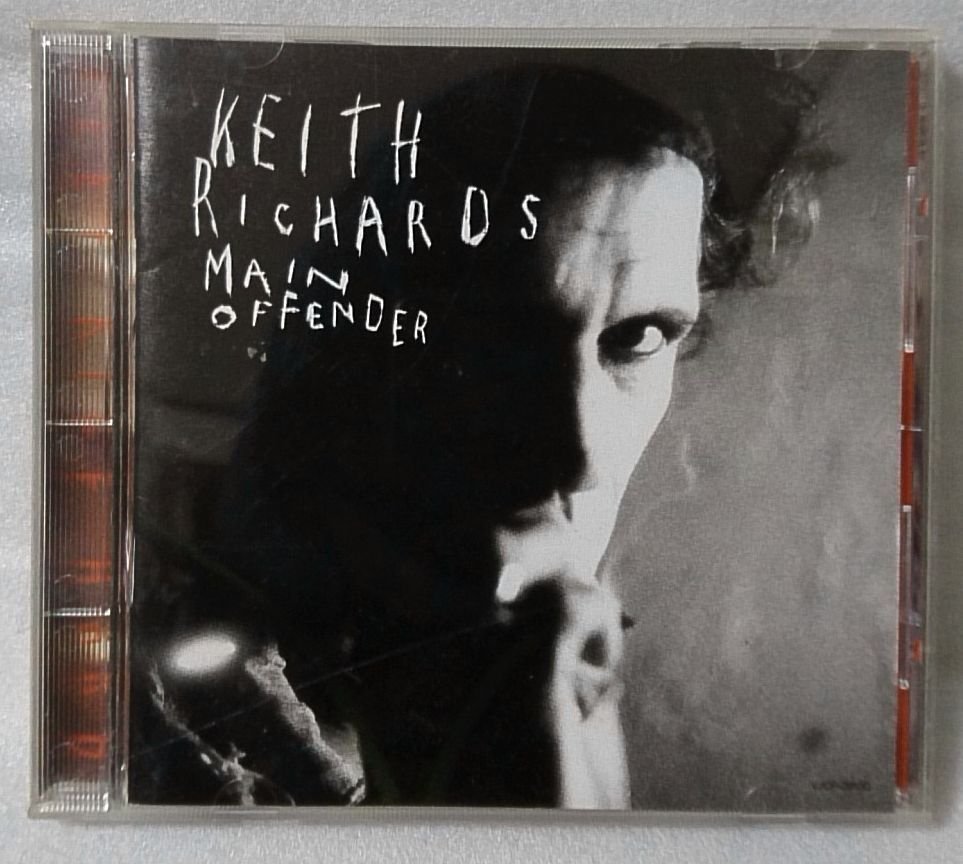 KEITH
RICHARDS
MAIN
OFFENDER